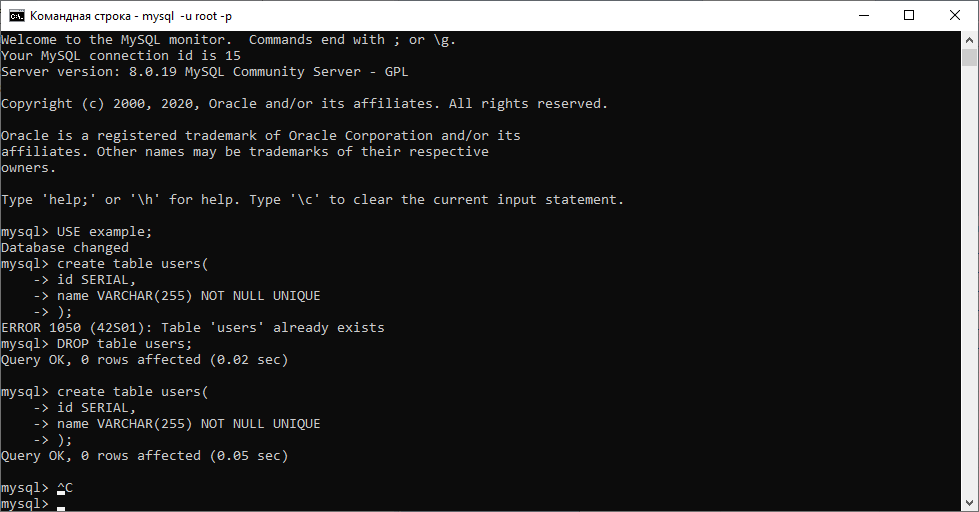 Командная строка - mysql  -u root -p
Welcome to the MySQL monitor.  Commands end with ; or \g.
Your MySQL connection id is 15
Server version: 8.0.19 MySQL Community Server - GPL
Copyright (c) 2000, 2020, Oracle and/or its affiliates. All rights reserved.
Oracle is a registered trademark of Oracle Corporation and/or its
affiliates. Other names may be trademarks of their respective
owners.
Type 'help;' or '\h' for help. Type '\c' to clear the current input statement.
mysql> USE example;
Database changed
mysql> create table users(
    -> id SERIAL,
    -> name VARCHAR(255) NOT NULL UNIQUE
    -> );
ERROR 1050 (42S01): Table 'users' already exists
mysql> DROP table users;
Query OK, 0 rows affected (0.02 sec)
mysql> create table users(
    -> id SERIAL,
    -> name VARCHAR(255) NOT NULL UNIQUE
    -> );
Query OK, 0 rows affected (0.05 sec)
mysql> ^C
mysql>